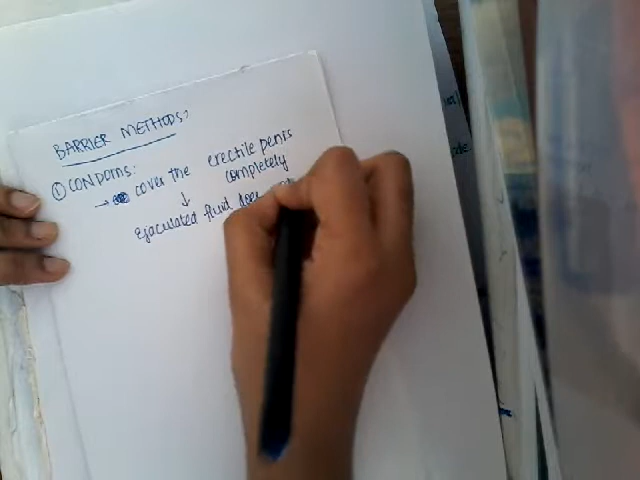 BARRIER METHODS:
① CONDOMS:
→ cover the erectile penis completely
↓
Ejaculated fluid does